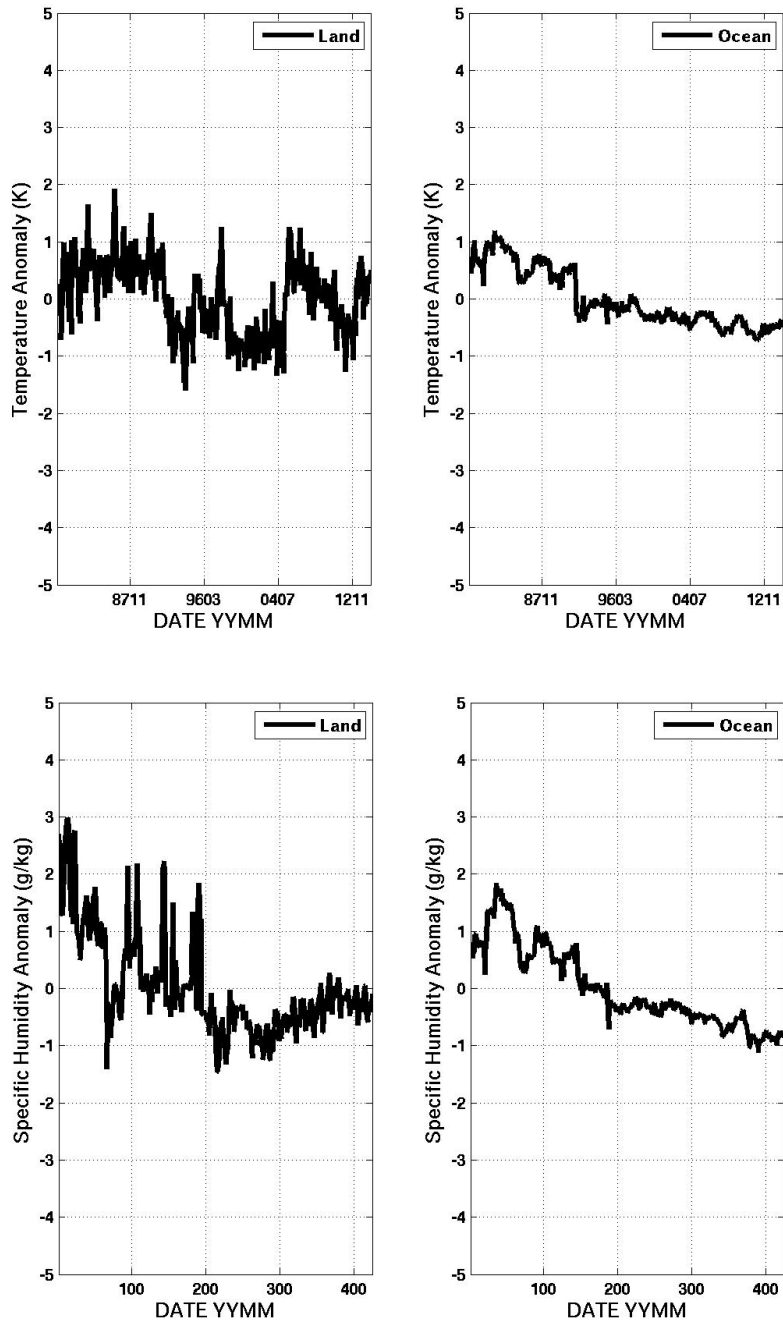 Land
5
4
3
2
1
0
-1
-2
-3
-4
-5
Temperature Anomaly (K)
8711 9603 0407 1211
DATE YYMM
Ocean
5
4
3
2
1
0
-1
-2
-3
-4
-5
Temperature Anomaly (K)
8711 9603 0407 1211
DATE YYMM
Land
5
4
3
2
1
0
-1
-2
-3
-4
-5
Specific Humidity Anomaly (g/kg)
100 200 300 400
DATE YYMM
Ocean
5
4
3
2
1
0
-1
-2
-3
-4
-5
Specific Humidity Anomaly (g/kg)
100 200 300 400
DATE YYMM